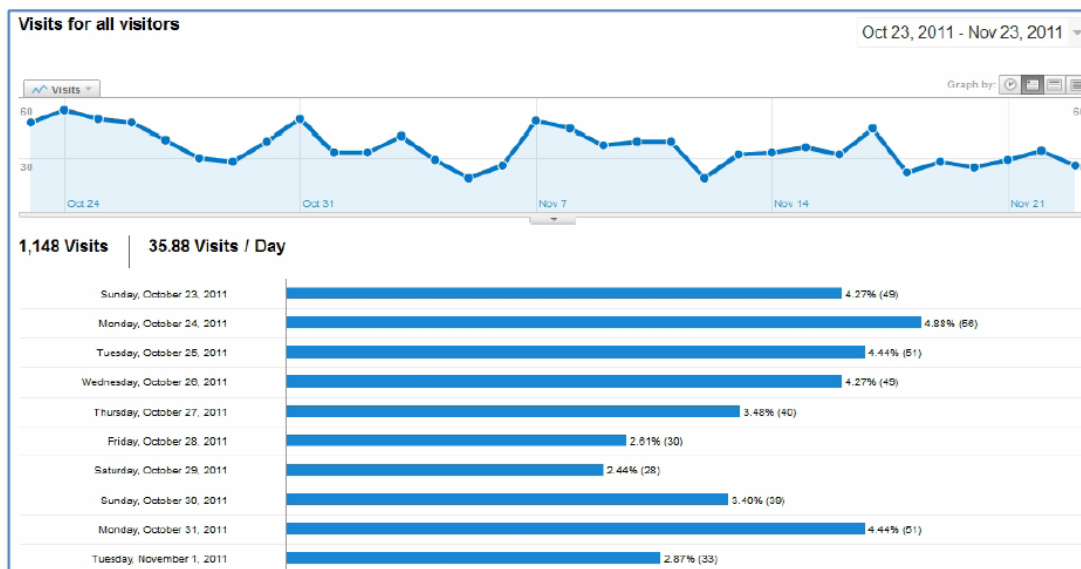 Visits for all visitors
Oct 23, 2011 - Nov 23, 2011
Visits
Graph by:
60
60
30
Oct 24
Oct 31
Nov 7
Nov 14
Nov 21
1,148 Visits
35.88 Visits / Day
Sunday, October 23, 2011 4.27% (49)
Monday, October 24, 2011 4.88% (56)
Tuesday, October 25, 2011 4.44% (51)
Wednesday, October 26, 2011 4.27% (49)
Thursday, October 27, 2011 3.48% (40)
Friday, October 28, 2011 2.61% (30)
Saturday, October 29, 2011 2.44% (28)
Sunday, October 30, 2011 3.40% (39)
Monday, October 31, 2011 4.44% (51)
Tuesday, November 1, 2011 2.87% (33)